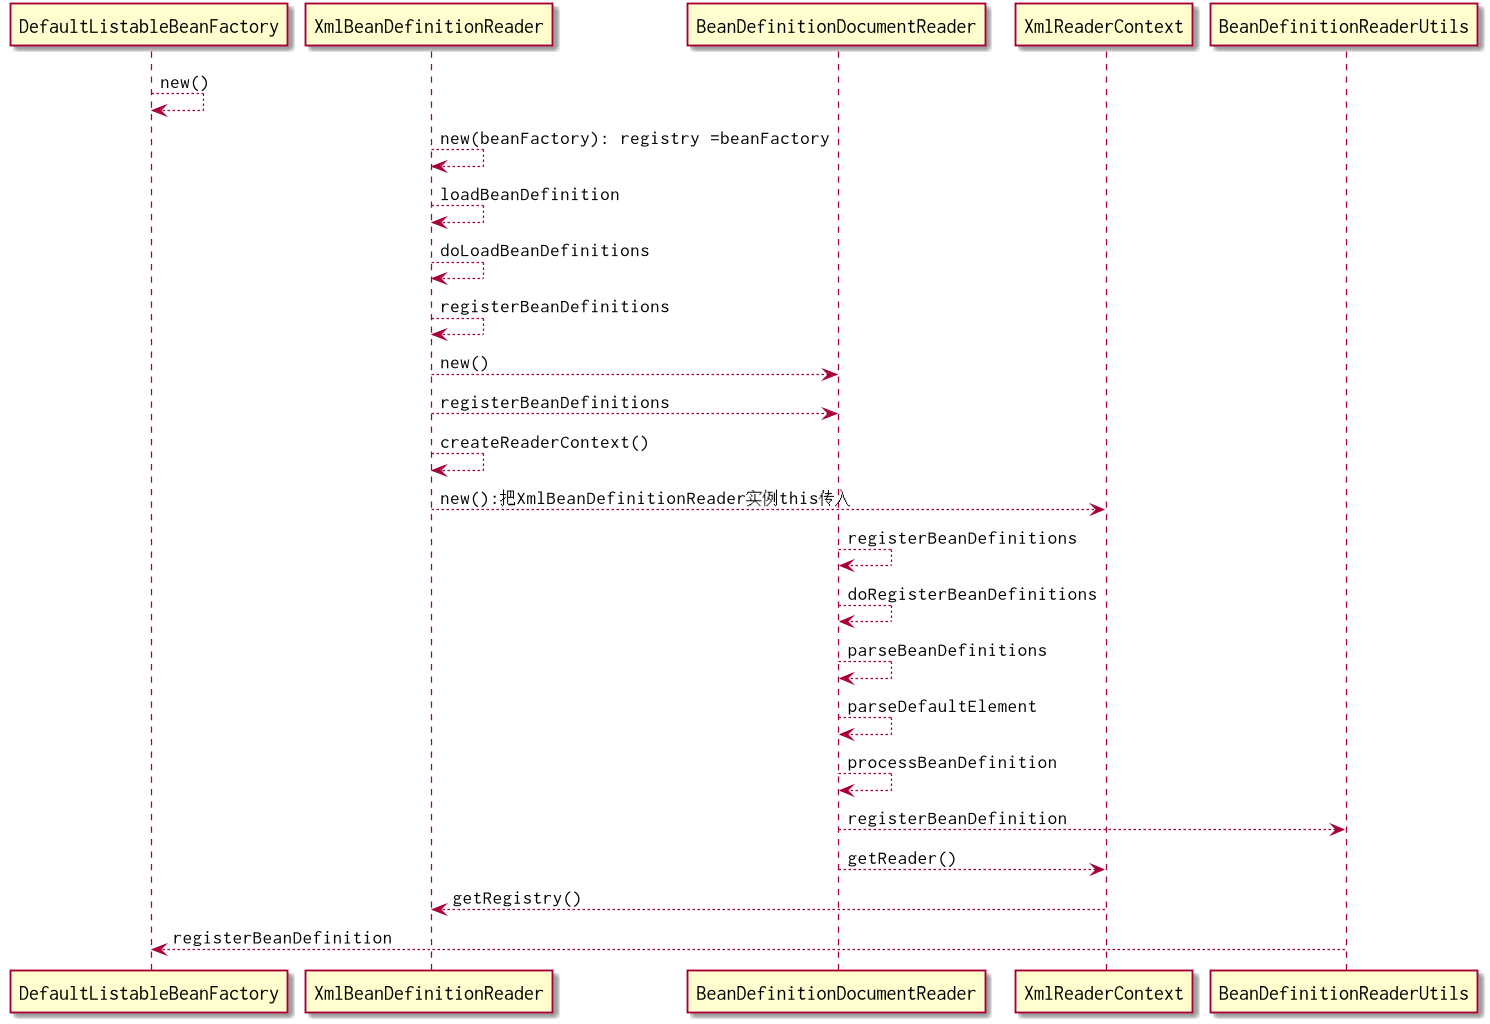 DefaultListableBeanFactory XmlBeanDefinitionReader BeanDefinitionDocumentReader XmlReaderContext BeanDefinitionReaderUtils
new()
new(beanFactory): registry =beanFactory
loadBeanDefinition
doLoadBeanDefinitions
registerBeanDefinitions
new()
registerBeanDefinitions
createReaderContext()
new():把XmlBeanDefinitionReader实例this传入
registerBeanDefinitions
doRegisterBeanDefinitions
parseBeanDefinitions
parseDefaultElement
processBeanDefinition
registerBeanDefinition
getReader()
getRegistry()
registerBeanDefinition
DefaultListableBeanFactory XmlBeanDefinitionReader BeanDefinitionDocumentReader XmlReaderContext BeanDefinitionReaderUtils